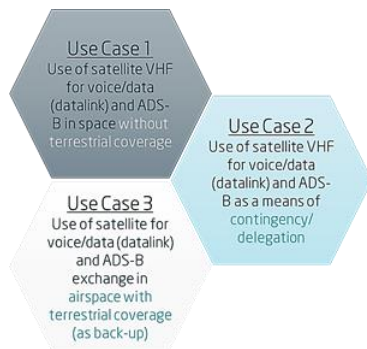 Use Case 1
Use of satellite VHF
for voice/data
(datalink) and ADS-
B in space without
terrestrial coverage
Use Case 2
Use of satellite VHF
for voice/data
(datalink) and ADS-
B as a means of
contingency/
delegation
Use Case 3
Use of satellite for
voice/data (datalink)
and ADS-B
exchange in
airspace with
terrestrial coverage
(as back-up)